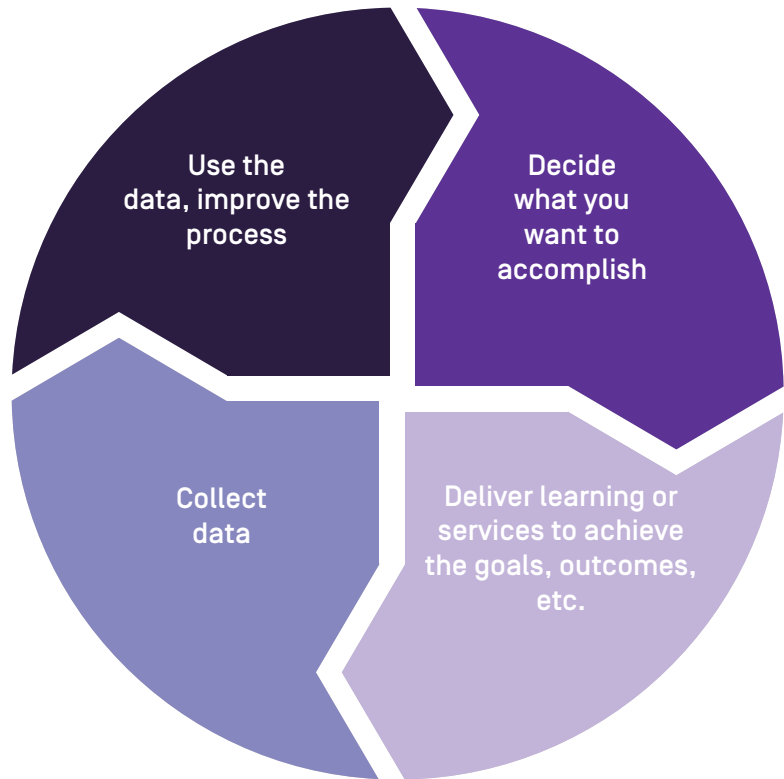 Use the
data, improve the
process
Decide
what you
want to
accomplish
Collect
data
Deliver learning or
services to achieve
the goals, outcomes,
etc.